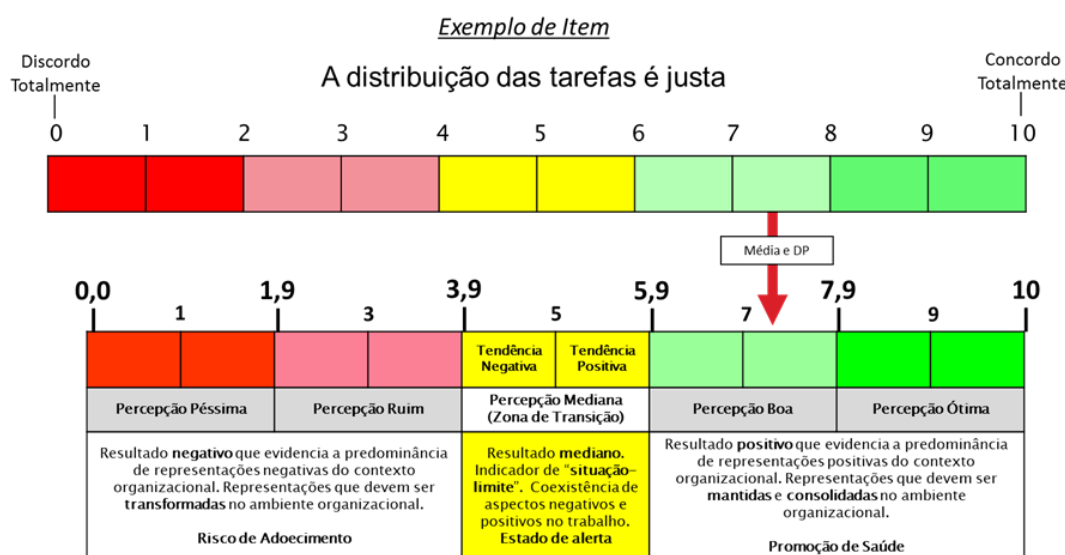 Exemplo de Item
Discordo
Totalmente
A distribuição das tarefas é justa
Concordo
Totalmente
0 1 2 3 4 5 6 7 8 9 10
Média e DP
0,0 1,9 3,9 5,9 7,9 10
1 3 5 7 9
Tendência
Negativa
Tendência
Positiva
Percepção Péssima
Percepção Ruim
Percepção Mediana
(Zona de Transição)
Percepção Boa
Percepção Ótima
Resultado negativo que evidencia a predominância
de representações negativas do contexto
organizacional. Representações que devem ser
transformadas no ambiente organizacional.
Risco de Adoecimento
Resultado mediano.
Indicador de “situação–
limite”. Coexistência de
aspectos negativos e
positivos no trabalho.
Estado de alerta
Resultado positivo que evidencia a predominância
de representações positivas do contexto
organizacional. Representações que devem ser
mantidas e consolidadas no ambiente
organizacional.
Promoção de Saúde